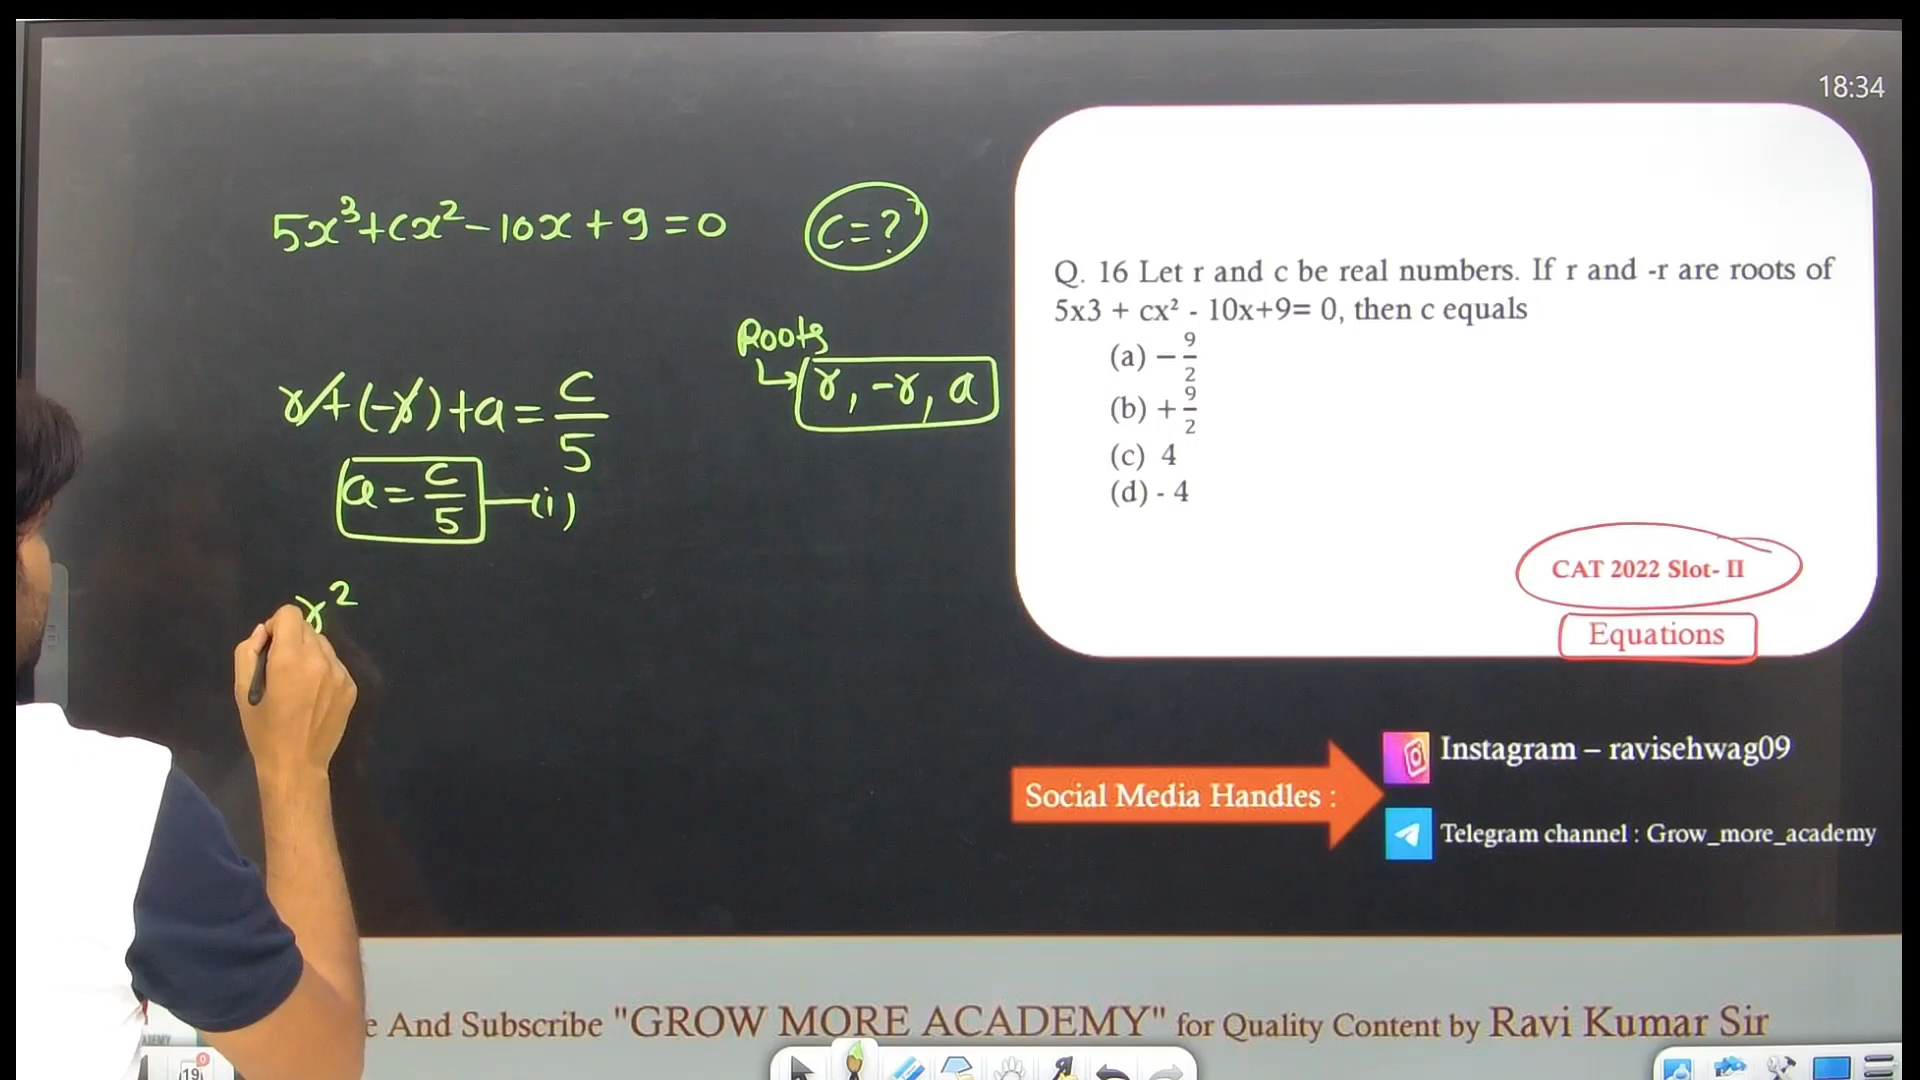 18:34
5x³+cx²-10x+9=0
C=?
Roots
r, -r, a
r+(-r)+a=C/5
a=C/5 —(i)
r²
Q. 16 Let r and c be real numbers. If r and -r are roots of
5x3 + cx² - 10x+9= 0, then c equals
(a) −9/2
(b) +9/2
(c) 4
(d) - 4
CAT 2022 Slot- II
Equations
Social Media Handles :
Instagram – ravisehwag09
Telegram channel : Grow_more_academy
e And Subscribe "GROW MORE ACADEMY" for Quality Content by Ravi Kumar Sir
19